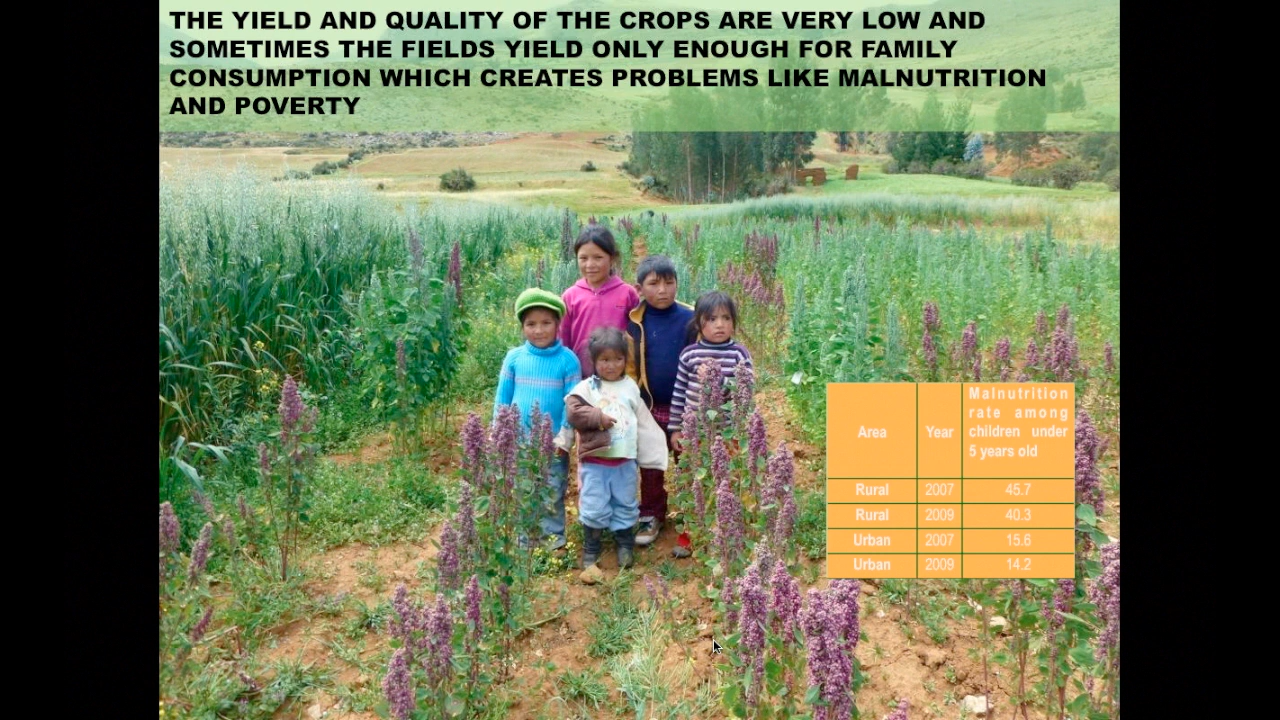 THE YIELD AND QUALITY OF THE CROPS ARE VERY LOW AND
SOMETIMES THE FIELDS YIELD ONLY ENOUGH FOR FAMILY
CONSUMPTION WHICH CREATES PROBLEMS LIKE MALNUTRITION
AND POVERTY
Area Year Malnutrition
rate among
children under
5 years old
Rural 2007 45.7
Rural 2009 40.3
Urban 2007 15.6
Urban 2009 14.2